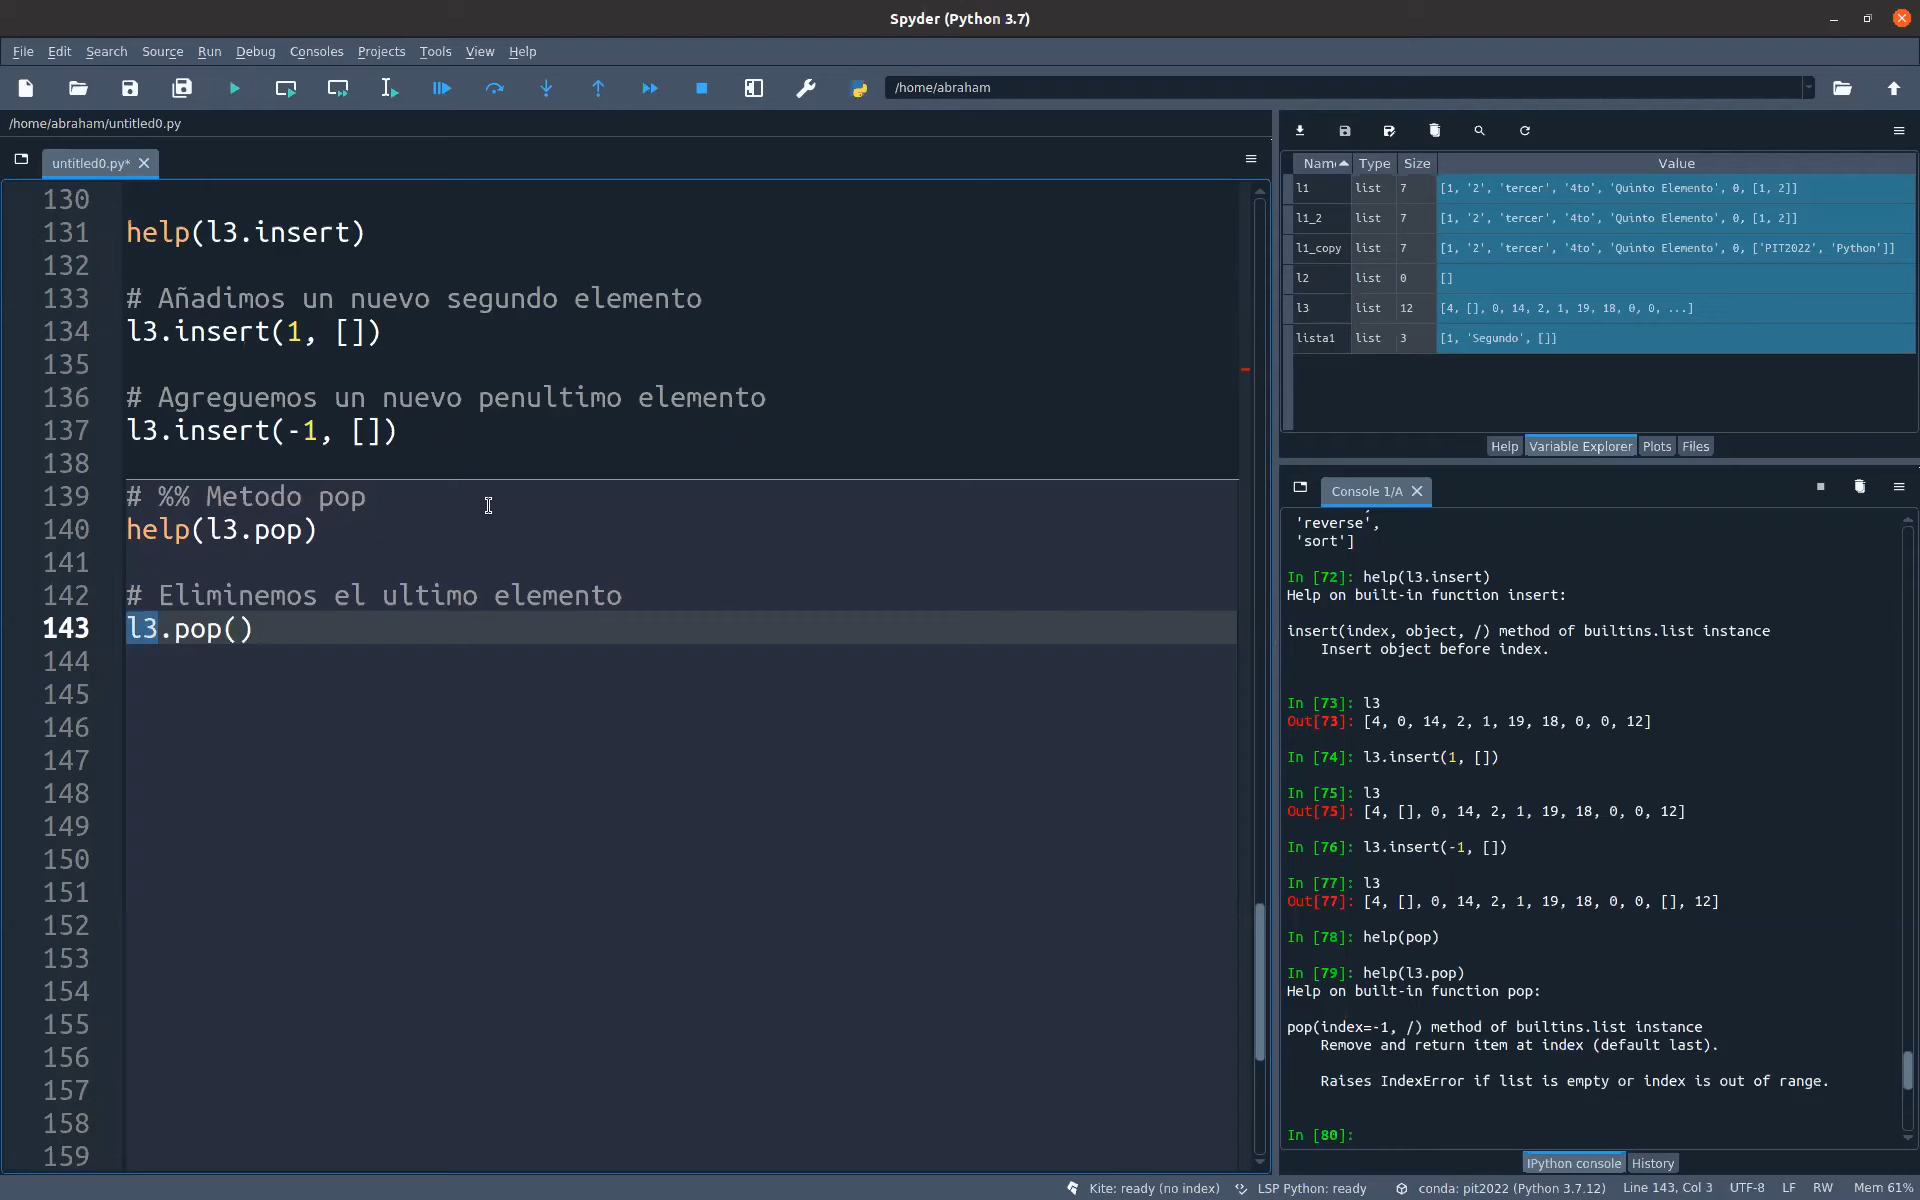 Spyder (Python 3.7)
File Edit Search Source Run Debug Consoles Projects Tools View Help
/home/abraham
/home/abraham/untitled0.py
untitled0.py*
130
131 help(l3.insert)
132
133 # Añadimos un nuevo segundo elemento
134 l3.insert(1, [])
135
136 # Agreguemos un nuevo penultimo elemento
137 l3.insert(-1, [])
138
139 # %% Metodo pop
140 help(l3.pop)
141
142 # Eliminemos el ultimo elemento
143 l3.pop()
144
145
146
147
148
149
150
151
152
153
154
155
156
157
158
159
Name Type Size Value
l1 list 7 [1, '2', 'tercer', '4to', 'Quinto Elemento', 0, [1, 2]]
l1_2 list 7 [1, '2', 'tercer', '4to', 'Quinto Elemento', 0, [1, 2]]
l1_copy list 7 [1, '2', 'tercer', '4to', 'Quinto Elemento', 0, ['PIT2022', 'Python']]
l2 list 0 []
l3 list 12 [4, [], 0, 14, 2, 1, 19, 18, 0, 0, ...]
lista1 list 3 [1, 'Segundo', []]
Help Variable Explorer Plots Files
Console 1/A
'reverse',
'sort']
In [72]: help(l3.insert)
Help on built-in function insert:
insert(index, object, /) method of builtins.list instance
Insert object before index.
In [73]: l3
Out[73]: [4, 0, 14, 2, 1, 19, 18, 0, 0, 12]
In [74]: l3.insert(1, [])
In [75]: l3
Out[75]: [4, [], 0, 14, 2, 1, 19, 18, 0, 0, 12]
In [76]: l3.insert(-1, [])
In [77]: l3
Out[77]: [4, [], 0, 14, 2, 1, 19, 18, 0, 0, [], 12]
In [78]: help(pop)
In [79]: help(l3.pop)
Help on built-in function pop:
pop(index=-1, /) method of builtins.list instance
Remove and return item at index (default last).
Raises IndexError if list is empty or index is out of range.
In [80]:
IPython console History
Kite: ready (no index) LSP Python: ready conda: pit2022 (Python 3.7.12) Line 143, Col 3 UTF-8 LF RW Mem 61%